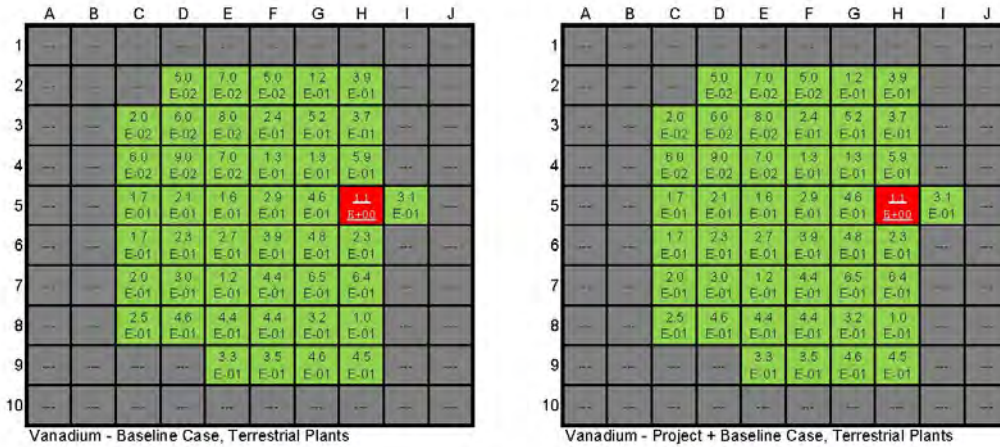 A B C D E F G H I J
1 --- --- --- --- --- --- --- --- --- ---
2 --- --- --- 5.0 7.0 5.0 1.2 3.9 --- ---
E-02 E-02 E-02 E-01 E-01
3 --- --- 2.0 6.0 8.0 2.4 5.2 3.7 --- ---
E-02 E-02 E-02 E-01 E-01 E-01
4 --- --- 6.0 9.0 7.0 1.3 1.3 5.9 --- ---
E-02 E-02 E-02 E-01 E-01 E-01
5 --- --- 1.7 2.1 1.6 2.9 4.6 1.1 3.1 ---
E-01 E-01 E-01 E-01 E-01 E+00 E-01
6 --- --- 1.7 2.3 2.7 3.9 4.8 2.3 --- ---
E-01 E-01 E-01 E-01 E-01 E-01
7 --- --- 2.0 3.0 1.2 4.4 6.5 6.4 --- ---
E-01 E-01 E-01 E-01 E-01 E-01
8 --- --- 2.5 4.6 4.4 4.4 3.2 1.0 --- ---
E-01 E-01 E-01 E-01 E-01 E-01
9 --- --- --- --- 3.3 3.5 4.6 4.5 --- ---
E-01 E-01 E-01 E-01
10 --- --- --- --- --- --- --- --- --- ---
Vanadium - Baseline Case, Terrestrial Plants
A B C D E F G H I J
1 --- --- --- --- --- --- --- --- --- ---
2 --- --- --- 5.0 7.0 5.0 1.2 3.9 --- ---
E-02 E-02 E-02 E-01 E-01
3 --- --- 2.0 6.0 8.0 2.4 5.2 3.7 --- ---
E-02 E-02 E-02 E-01 E-01 E-01
4 --- --- 6.0 9.0 7.0 1.3 1.3 5.9 --- ---
E-02 E-02 E-02 E-01 E-01 E-01
5 --- --- 1.7 2.1 1.6 2.9 4.6 1.1 3.1 ---
E-01 E-01 E-01 E-01 E-01 E+00 E-01
6 --- --- 1.7 2.3 2.7 3.9 4.8 2.3 --- ---
E-01 E-01 E-01 E-01 E-01 E-01
7 --- --- 2.0 3.0 1.2 4.4 6.5 6.4 --- ---
E-01 E-01 E-01 E-01 E-01 E-01
8 --- --- 2.5 4.6 4.4 4.4 3.2 1.0 --- ---
E-01 E-01 E-01 E-01 E-01 E-01
9 --- --- --- --- 3.3 3.5 4.6 4.5 --- ---
E-01 E-01 E-01 E-01
10 --- --- --- --- --- --- --- --- --- ---
Vanadium - Project + Baseline Case, Terrestrial Plants